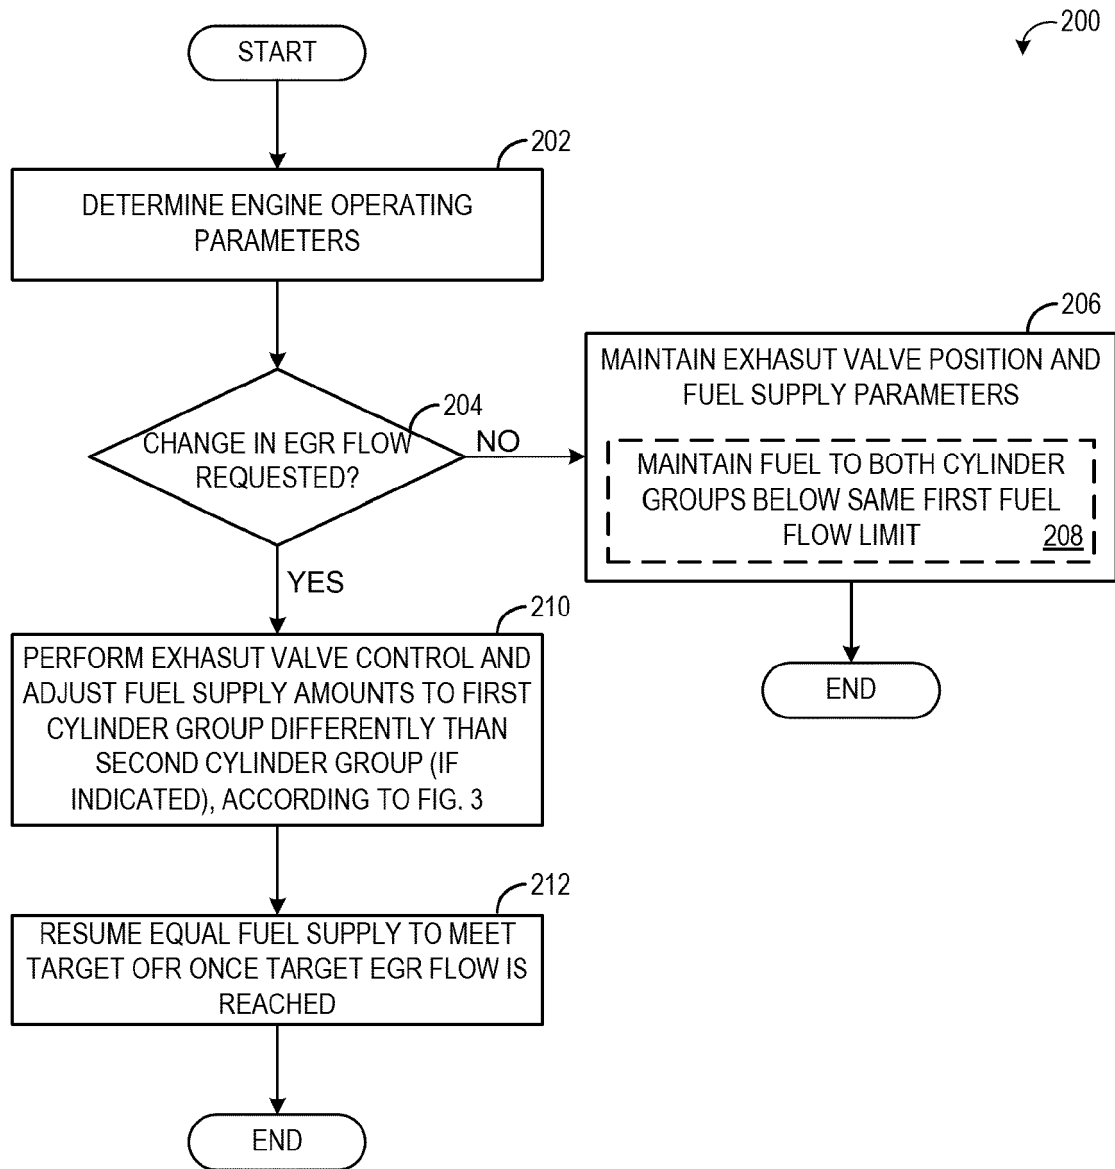 200
START
202
DETERMINE ENGINE OPERATING
PARAMETERS
204
CHANGE IN EGR FLOW
REQUESTED?
NO
206
MAINTAIN EXHASUT VALVE POSITION AND
FUEL SUPPLY PARAMETERS
MAINTAIN FUEL TO BOTH CYLINDER
GROUPS BELOW SAME FIRST FUEL
FLOW LIMIT
208
END
YES
210
PERFORM EXHASUT VALVE CONTROL AND
ADJUST FUEL SUPPLY AMOUNTS TO FIRST
CYLINDER GROUP DIFFERENTLY THAN
SECOND CYLINDER GROUP (IF
INDICATED), ACCORDING TO FIG. 3
212
RESUME EQUAL FUEL SUPPLY TO MEET
TARGET OFR ONCE TARGET EGR FLOW IS
REACHED
END